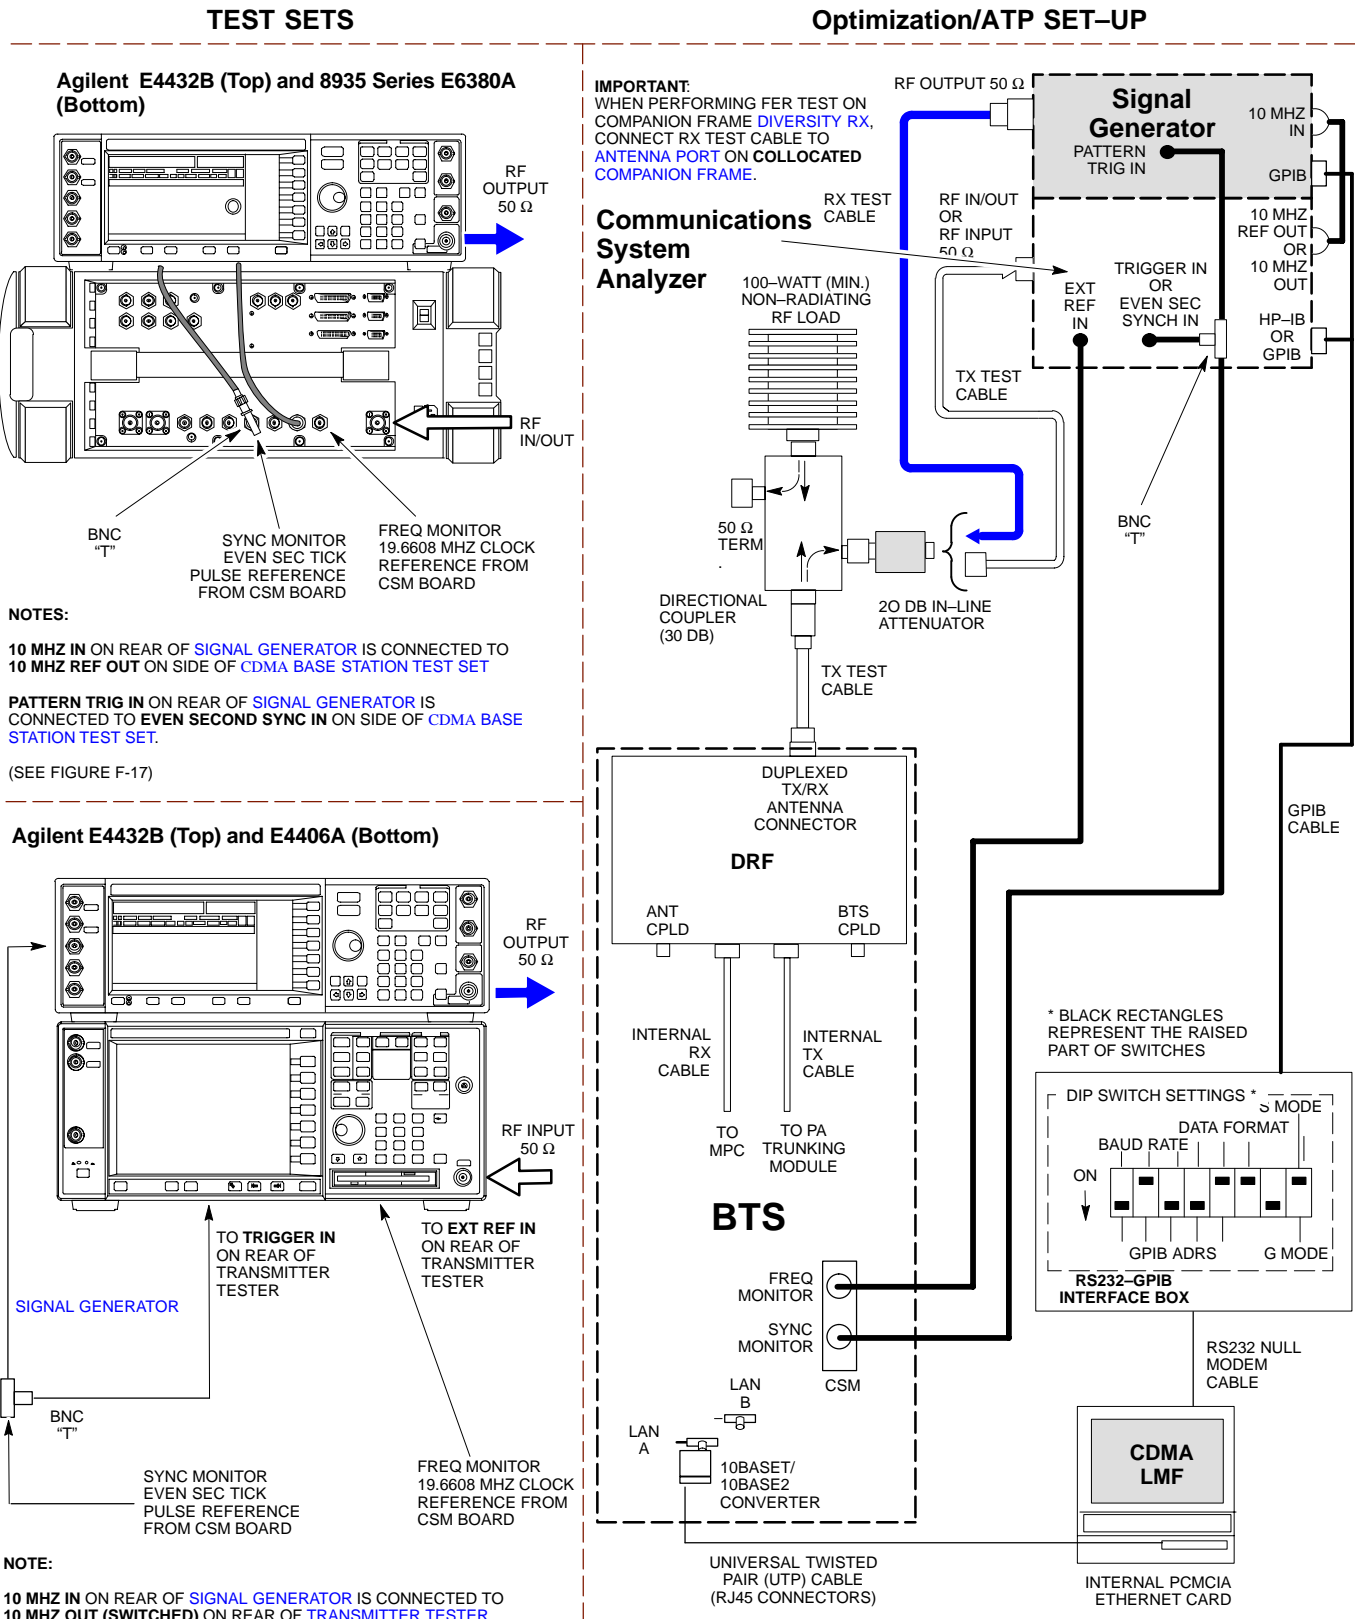 TEST SETS
Optimization/ATP SET–UP
Agilent E4432B (Top) and 8935 Series E6380A
(Bottom)
RF
OUTPUT
50 Ω
RF
IN/OUT
BNC
“T”
SYNC MONITOR
EVEN SEC TICK
PULSE REFERENCE
FROM CSM BOARD
FREQ MONITOR
19.6608 MHZ CLOCK
REFERENCE FROM
CSM BOARD
NOTES:
10 MHZ IN ON REAR OF SIGNAL GENERATOR IS CONNECTED TO
10 MHZ REF OUT ON SIDE OF CDMA BASE STATION TEST SET
PATTERN TRIG IN ON REAR OF SIGNAL GENERATOR IS
CONNECTED TO EVEN SECOND SYNC IN ON SIDE OF CDMA BASE
STATION TEST SET.
(SEE FIGURE F-17)
Agilent E4432B (Top) and E4406A (Bottom)
RF
OUTPUT
50 Ω
RF INPUT
50 Ω
TO TRIGGER IN
ON REAR OF
TRANSMITTER
TESTER
TO EXT REF IN
ON REAR OF
TRANSMITTER
TESTER
SIGNAL GENERATOR
BNC
“T”
SYNC MONITOR
EVEN SEC TICK
PULSE REFERENCE
FROM CSM BOARD
FREQ MONITOR
19.6608 MHZ CLOCK
REFERENCE FROM
CSM BOARD
NOTE:
10 MHZ IN ON REAR OF SIGNAL GENERATOR IS CONNECTED TO
10 MHZ OUT (SWITCHED) ON REAR OF TRANSMITTER TESTER
IMPORTANT:
WHEN PERFORMING FER TEST ON
COMPANION FRAME DIVERSITY RX,
CONNECT RX TEST CABLE TO
ANTENNA PORT ON COLLOCATED
COMPANION FRAME.
RF OUTPUT 50 Ω
Signal
Generator
PATTERN
TRIG IN
10 MHZ
IN
GPIB
Communications
System
Analyzer
RX TEST
CABLE
RF IN/OUT
OR
RF INPUT
50 Ω
10 MHZ
REF OUT
OR
10 MHZ
OUT
TRIGGER IN
OR
EVEN SEC
SYNCH IN
EXT
REF
IN
HP–IB
OR
GPIB
100–WATT (MIN.)
NON–RADIATING
RF LOAD
TX TEST
CABLE
BNC
“T”
50 Ω
TERM
.
DIRECTIONAL
COUPLER
(30 DB)
2O DB IN–LINE
ATTENUATOR
TX TEST
CABLE
DUPLEXED
TX/RX
ANTENNA
CONNECTOR
DRF
ANT
CPLD
BTS
CPLD
GPIB
CABLE
INTERNAL
RX
CABLE
INTERNAL
TX
CABLE
TO
MPC
TO PA
TRUNKING
MODULE
BTS
* BLACK RECTANGLES
REPRESENT THE RAISED
PART OF SWITCHES
DIP SWITCH SETTINGS *
S MODE
DATA FORMAT
BAUD RATE
ON
GPIB ADRS
G MODE
RS232–GPIB
INTERFACE BOX
FREQ
MONITOR
SYNC
MONITOR
CSM
RS232 NULL
MODEM
CABLE
LAN
B
LAN
A
10BASET/
10BASE2
CONVERTER
CDMA
LMF
UNIVERSAL TWISTED
PAIR (UTP) CABLE
(RJ45 CONNECTORS)
INTERNAL PCMCIA
ETHERNET CARD